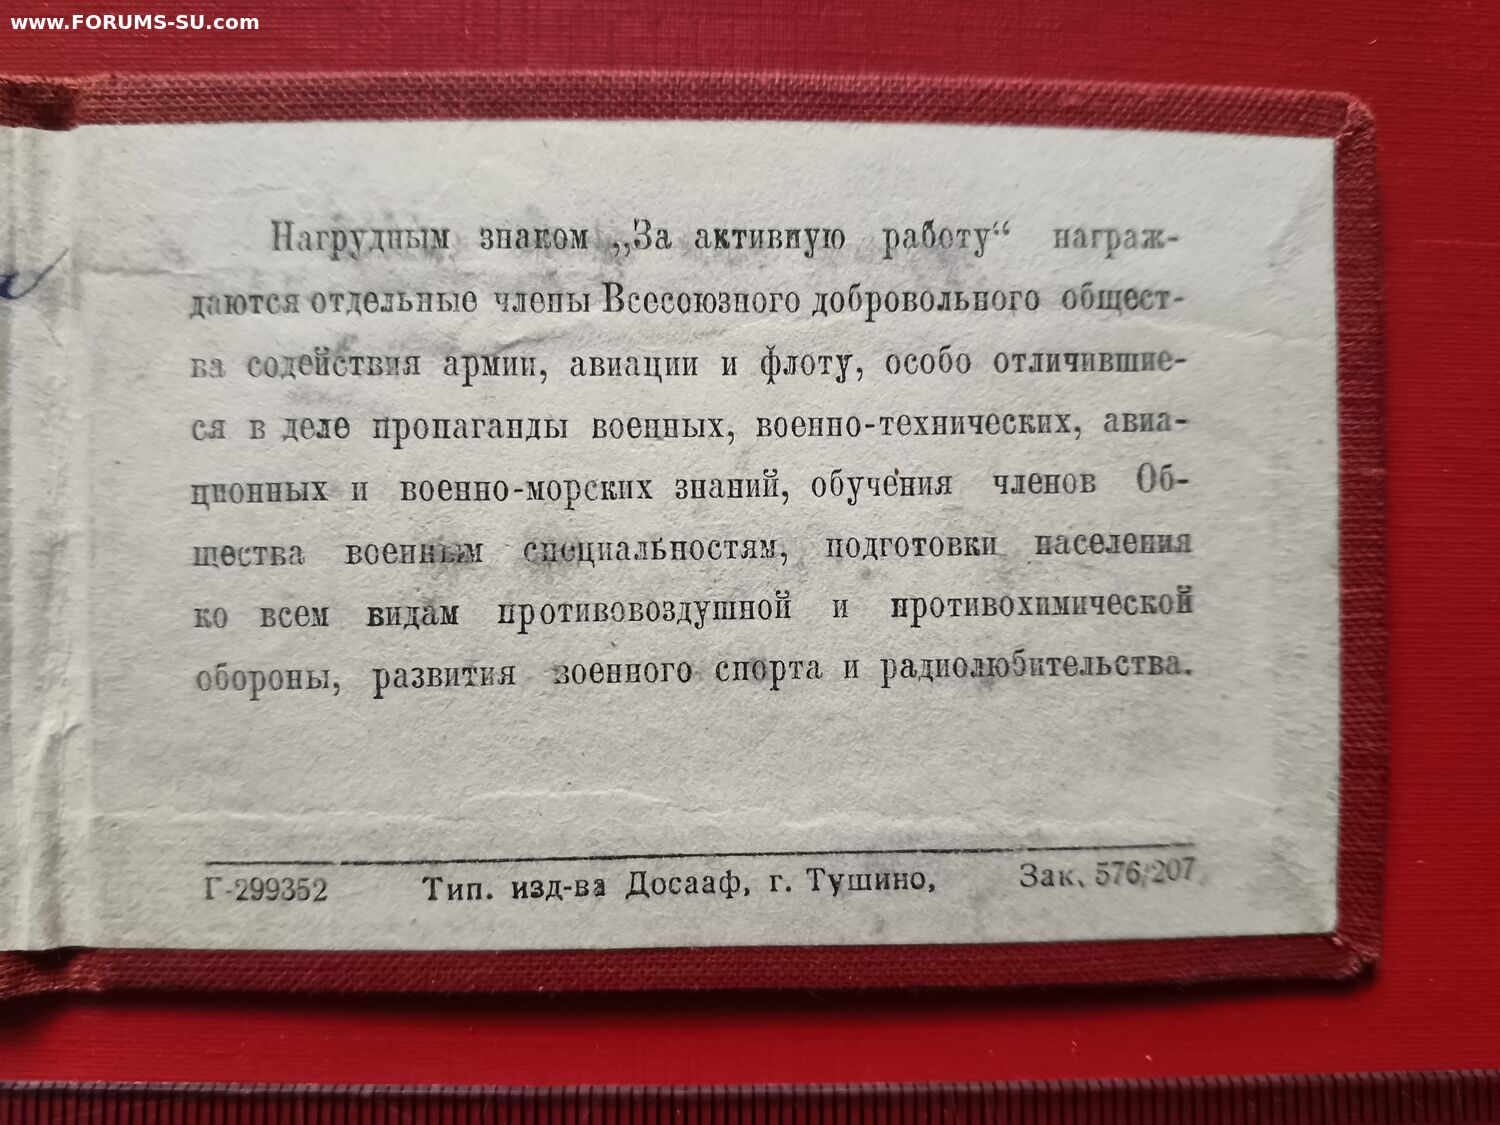 www.FORUMS-SU.com
Нагрудным знаком „За активную работу“ награж-
даются отдельные члены Всесоюзного добровольного общест-
ва содействия армии, авиации и флоту, особо отличившие-
ся в деле пропаганды военных, военно-технических, авиа-
ционных и военно-морских знаний, обучения членов Об-
щества военным специальностям, подготовки населения
ко всем видам противовоздушной и противохимической
обороны, развития военного спорта и радиолюбительства.
Г-299352 Тип. изд-ва Досааф, г. Тушино, Зак. 576/207